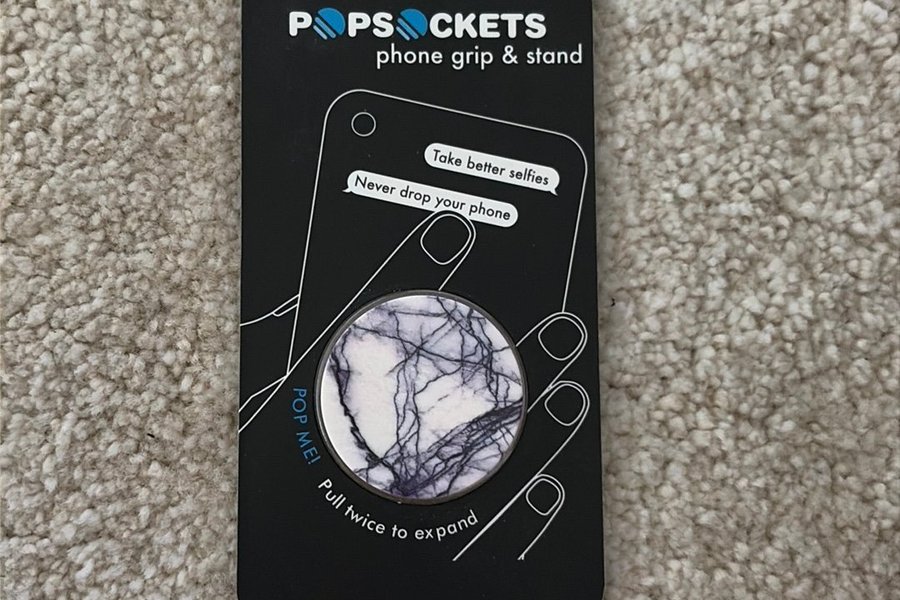 POPSOCKETS
phone grip & stand
Take better selfies
Never drop your phone
POP ME!
Pull twice to expand